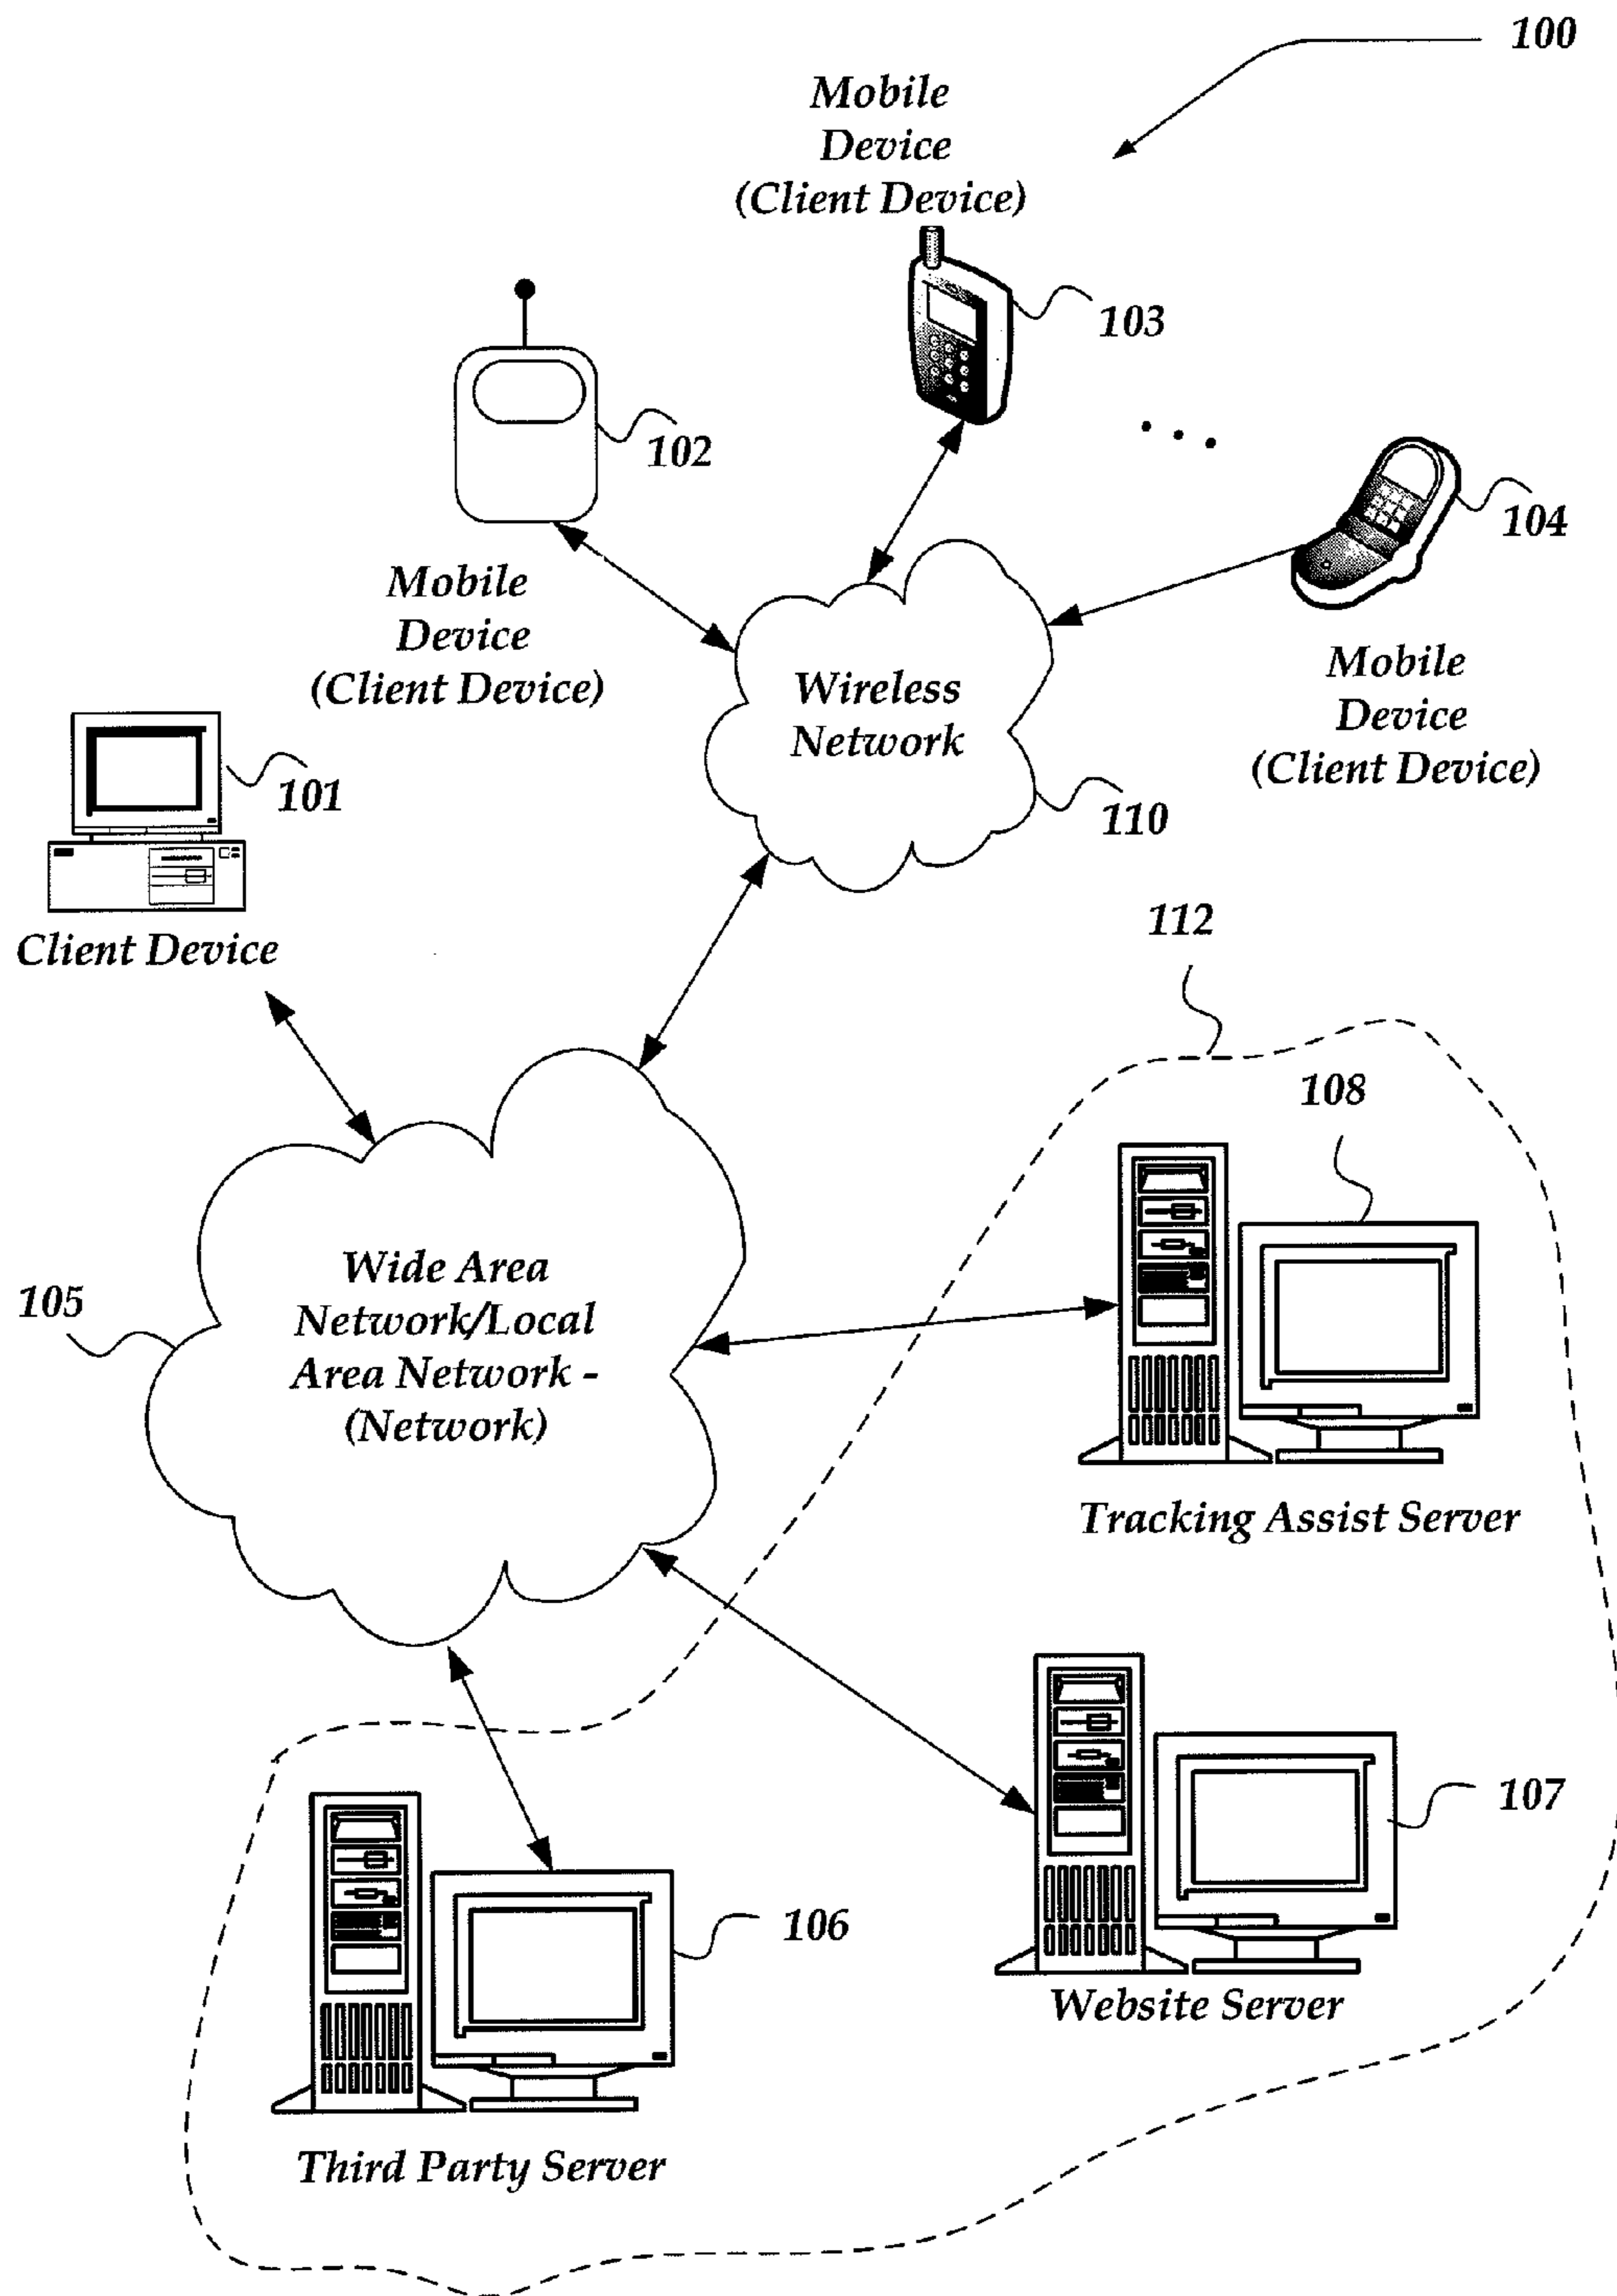 100
Mobile
Device
(Client Device)
103
102
104
Mobile
Device
(Client Device)
Wireless
Network
Mobile
Device
(Client Device)
101
110
Client Device
112
108
105
Wide Area
Network/Local
Area Network -
(Network)
Tracking Assist Server
107
106
Website Server
Third Party Server